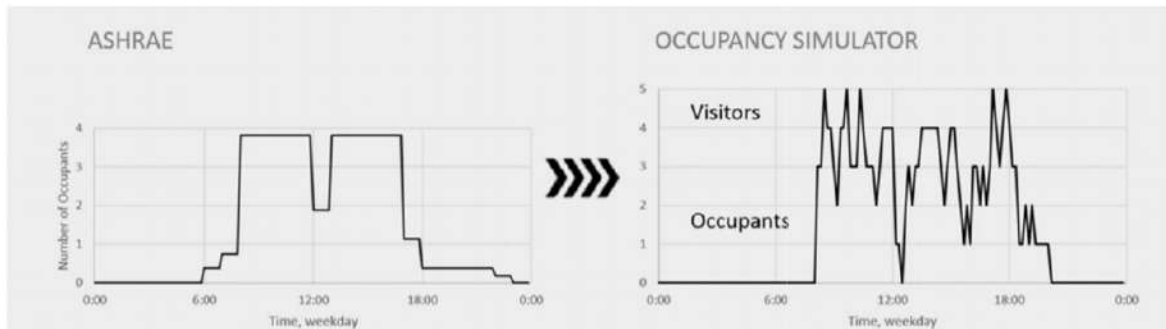 ASHRAE
Number of Occupants
4
3
2
1
0
0:00 6:00 12:00 18:00 0:00
Time, weekday
OCCUPANCY SIMULATOR
5
4
3
2
1
0
Visitors
Occupants
0:00 6:00 12:00 18:00 0:00
Time, weekday